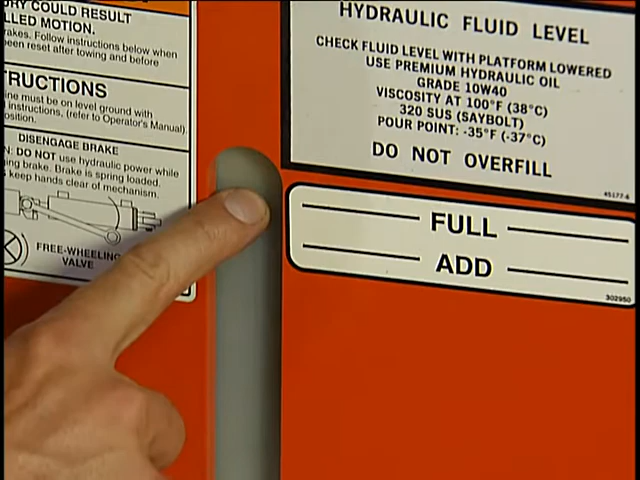 RY COULD RESULT
LLED MOTION.
brakes. Follow instructions below when
been reset after towing and before
TRUCTIONS
ine must be on level ground with
instructions, (refer to Operator's Manual).
osition.
DISENGAGE BRAKE
N: DO NOT use hydraulic power while
ing brake. Brake is spring loaded.
keep hands clear of mechanism.
FREE-WHEELING
VALVE
HYDRAULIC FLUID LEVEL
CHECK FLUID LEVEL WITH PLATFORM LOWERED
USE PREMIUM HYDRAULIC OIL
GRADE 10W40
VISCOSITY AT 100°F (38°C)
320 SUS (SAYBOLT)
POUR POINT: -35°F (-37°C)
DO NOT OVERFILL
45177-6
FULL
ADD
302950